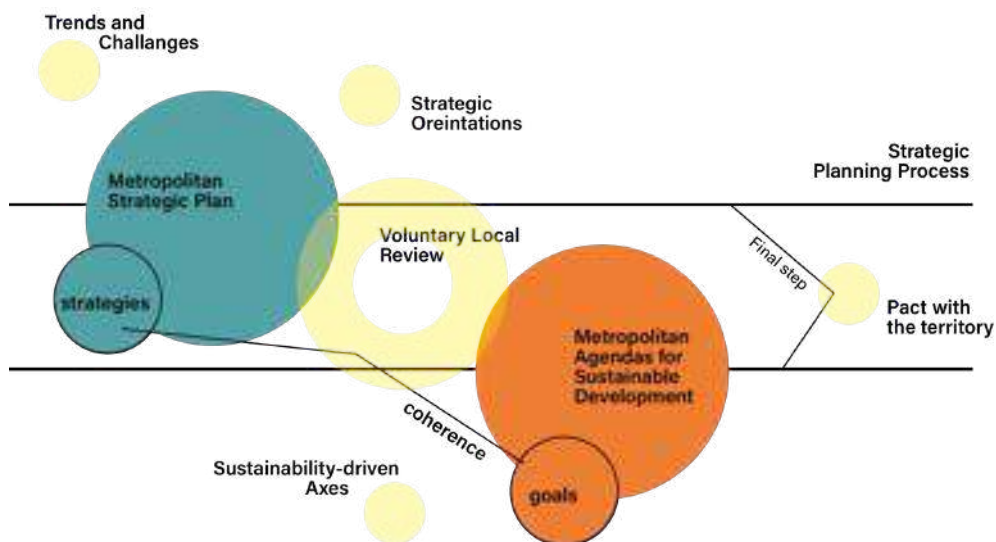 Trends and
Challanges
Strategic
Oreintations
Strategic
Planning Process
Metropolitan
Strategic Plan
Voluntary Local
Review
Final step
strategies
Pact with
the territory
Metropolitan
Agendas for
Sustainable
Development
coherence
Sustainability-driven
Axes
goals